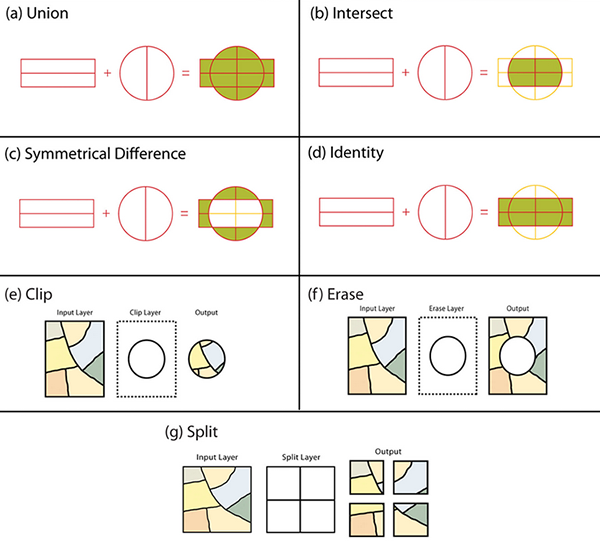 (a) Union
+ =
(b) Intersect
+ =
(c) Symmetrical Difference
+ =
(d) Identity
+ =
(e) Clip
Input Layer Clip Layer Output
(f) Erase
Input Layer Erase Layer Output
(g) Split
Input Layer Split Layer Output